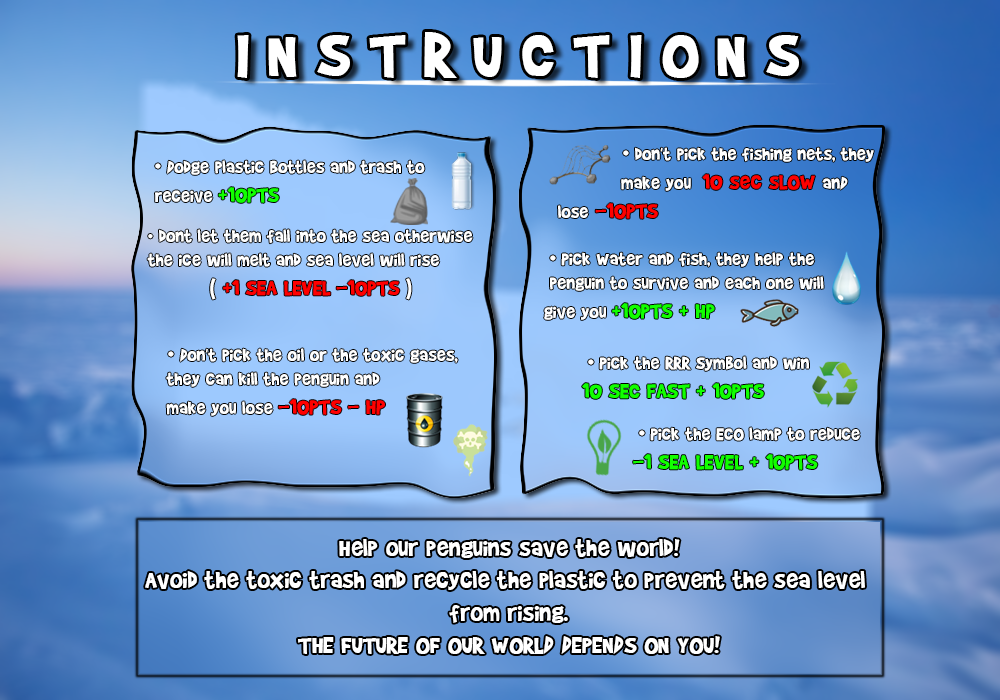 INSTRUCTIONS
• Dodge Plastic Bottles and trash to
receive +10PTS
• Dont let them fall into the sea otherwise
the ice will melt and sea level will rise
( +1 SEA LEVEL -10PTS )
• Don't Pick the oil or the toxic gases,
they can kill the Penguin and
make you lose -10PTS - HP
• Don't Pick the fishing nets, they
make you 10 SEC SLOW and
lose -10PTS
• Pick Water and fish, they help the
Penguin to survive and each one will
give you +10PTS + HP
• Pick the RRR Symbol and win
10 SEC FAST + 10PTS
• Pick the Eco lamp to reduce
-1 SEA LEVEL + 10PTS
Help our Penguins save the world!
Avoid the toxic trash and recycle the Plastic to Prevent the sea level
from rising.
THE FUTURE OF OUR WORLD DEPENDS ON YOU!